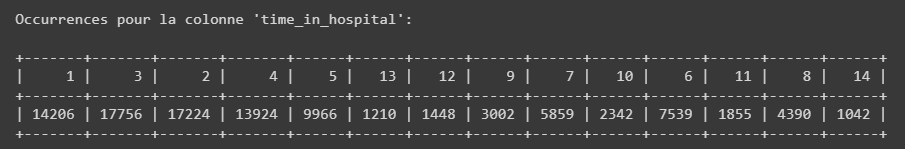 Occurrences pour la colonne 'time_in_hospital':
+-------+-------+-------+-------+------+------+------+------+------+------+------+------+------+------+
|     1 |     3 |     2 |     4 |    5 |   13 |   12 |    9 |    7 |   10 |    6 |   11 |    8 |   14 |
+-------+-------+-------+-------+------+------+------+------+------+------+------+------+------+------+
| 14206 | 17756 | 17224 | 13924 | 9966 | 1210 | 1448 | 3002 | 5859 | 2342 | 7539 | 1855 | 4390 | 1042 |
+-------+-------+-------+-------+------+------+------+------+------+------+------+------+------+------+